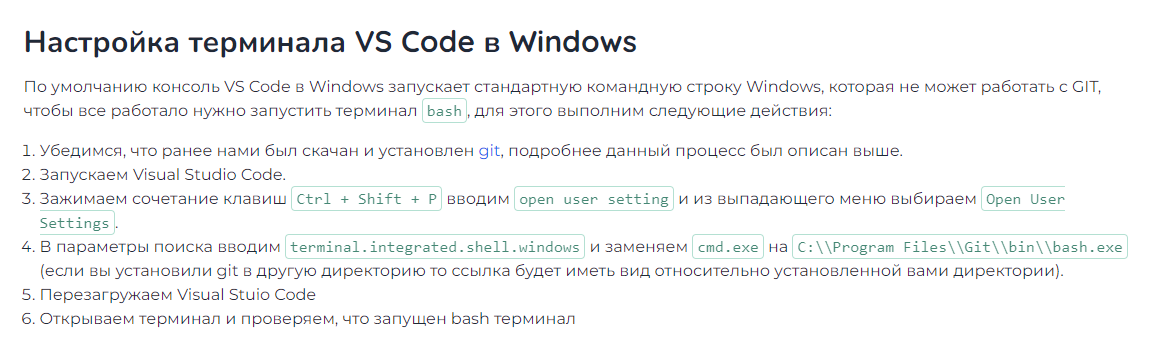 Настройка терминала VS Code в Windows
По умолчанию консоль VS Code в Windows запускает стандартную командную строку Windows, которая не может работать с GIT,
чтобы все работало нужно запустить терминал bash, для этого выполним следующие действия:
1. Убедимся, что ранее нами был скачан и установлен git, подробнее данный процесс был описан выше.
2. Запускаем Visual Studio Code.
3. Зажимаем сочетание клавиш Ctrl + Shift + P вводим open user setting и из выпадающего меню выбираем Open User
Settings.
4. В параметры поиска вводим terminal.integrated.shell.windows и заменяем cmd.exe на C:\\Program Files\\Git\\bin\\bash.exe
(если вы установили git в другую директорию то ссылка будет иметь вид относительно установленной вами директории).
5. Перезагружаем Visual Stuio Code
6. Открываем терминал и проверяем, что запущен bash терминал